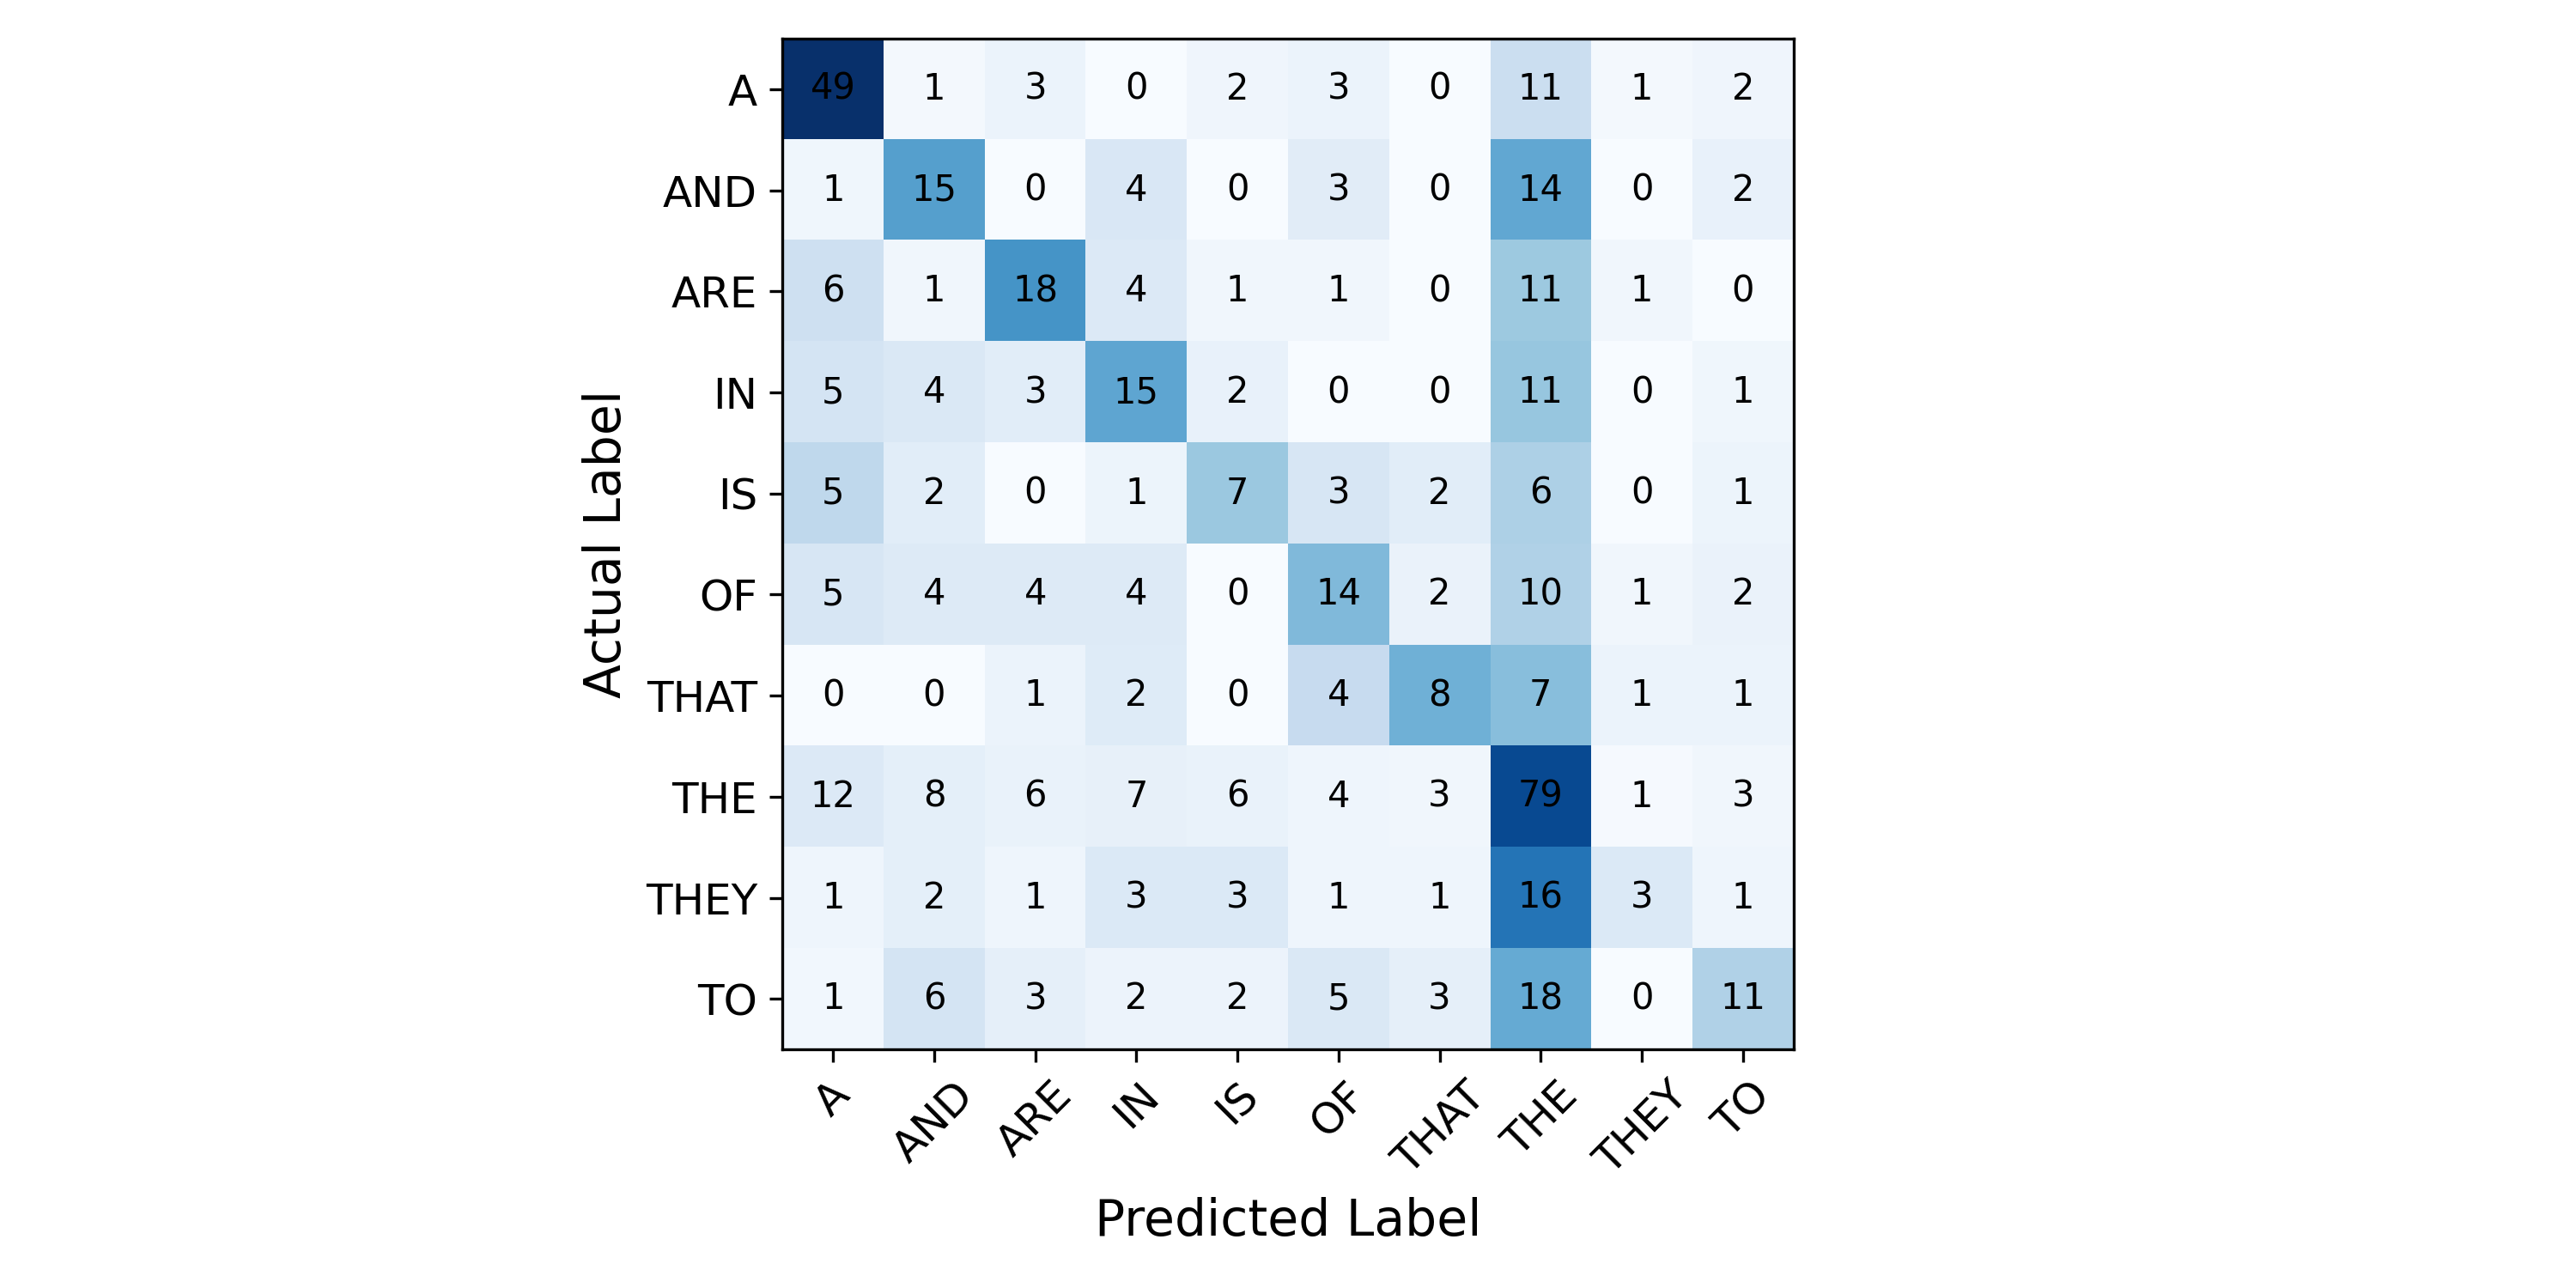 A 49 1 3 0 2 3 0 11 1 2
AND 1 15 0 4 0 3 0 14 0 2
ARE 6 1 18 4 1 1 0 11 1 0
IN 5 4 3 15 2 0 0 11 0 1
IS 5 2 0 1 7 3 2 6 0 1
OF 5 4 4 4 0 14 2 10 1 2
THAT 0 0 1 2 0 4 8 7 1 1
THE 12 8 6 7 6 4 3 79 1 3
THEY 1 2 1 3 3 1 1 16 3 1
TO 1 6 3 2 2 5 3 18 0 11
A AND ARE IN IS OF THAT THE THEY TO
Predicted Label
Actual Label